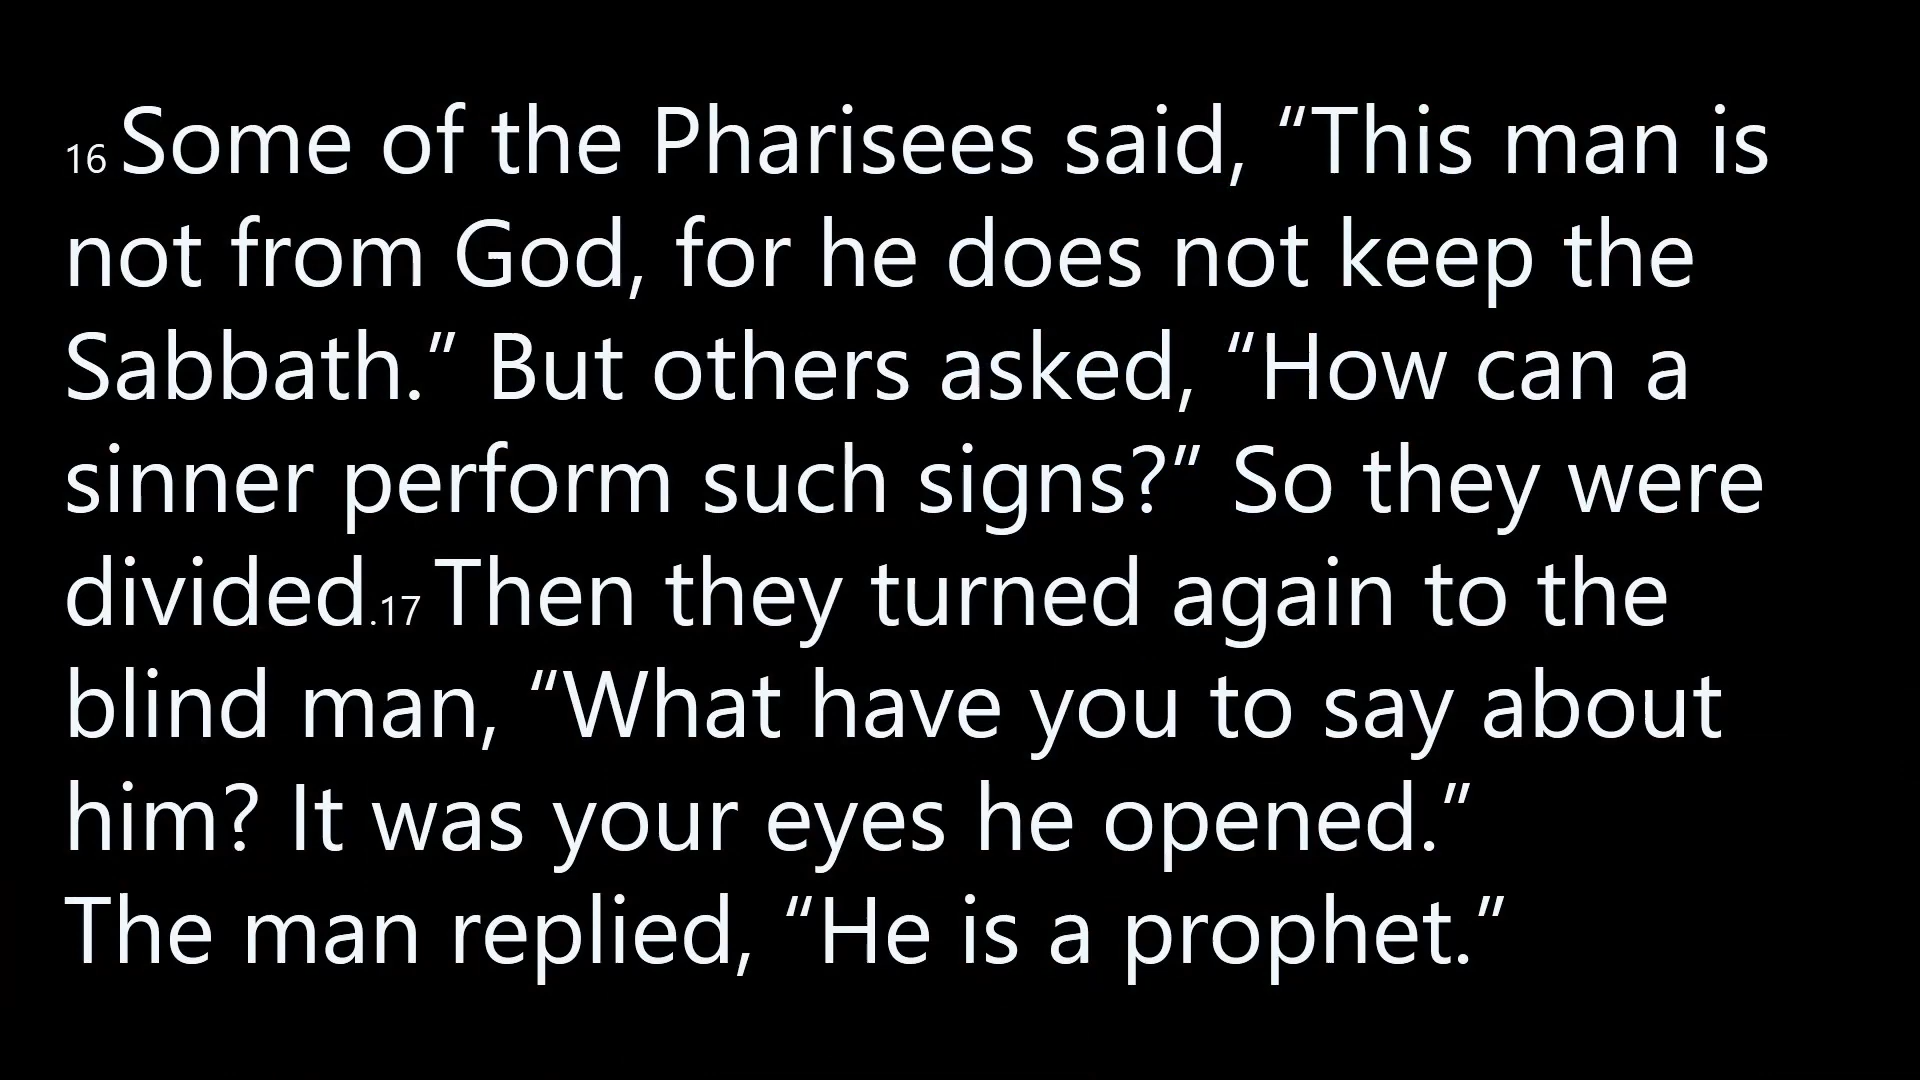 16 Some of the Pharisees said, “This man is
not from God, for he does not keep the
Sabbath.” But others asked, “How can a
sinner perform such signs?” So they were
divided.17 Then they turned again to the
blind man, “What have you to say about
him? It was your eyes he opened.”
The man replied, “He is a prophet.”